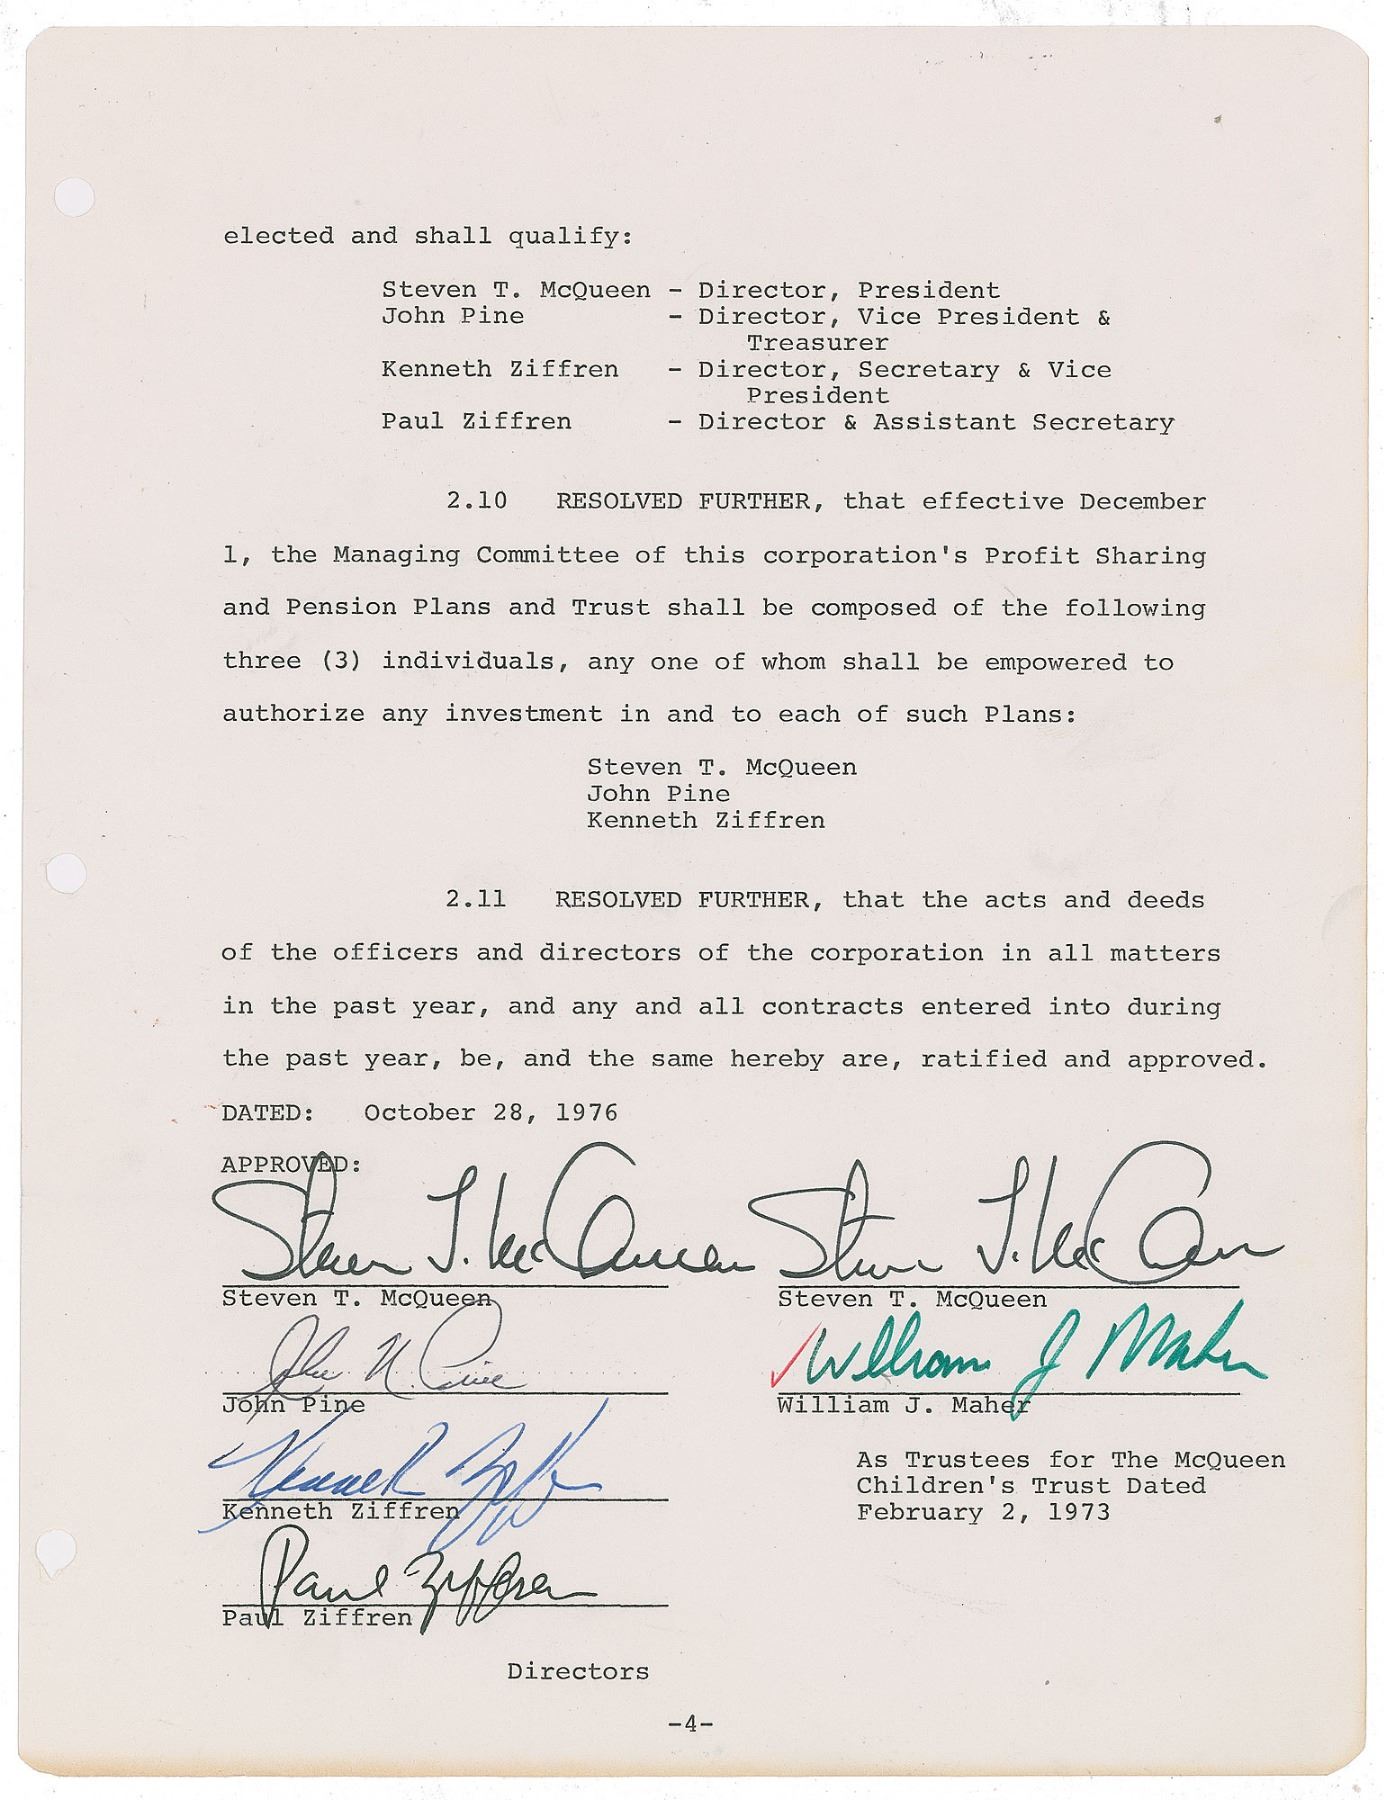 elected and shall qualify:
Steven T. McQueen - Director, President
John Pine - Director, Vice President &
Treasurer
Kenneth Ziffren - Director, Secretary & Vice
President
Paul Ziffren - Director & Assistant Secretary
2.10 RESOLVED FURTHER, that effective December
1, the Managing Committee of this corporation's Profit Sharing
and Pension Plans and Trust shall be composed of the following
three (3) individuals, any one of whom shall be empowered to
authorize any investment in and to each of such Plans:
Steven T. McQueen
John Pine
Kenneth Ziffren
2.11 RESOLVED FURTHER, that the acts and deeds
of the officers and directors of the corporation in all matters
in the past year, and any and all contracts entered into during
the past year, be, and the same hereby are, ratified and approved.
DATED: October 28, 1976
APPROVED:
Steven T. McQueen
Steven T. McQueen
John N. Pine
John Pine
Kenneth Ziffren
Kenneth Ziffren
Paul Ziffren
Paul Ziffren
Directors
Steven T. McQueen
Steven T. McQueen
William J Maher
William J. Maher
As Trustees for The McQueen
Children's Trust Dated
February 2, 1973
-4-